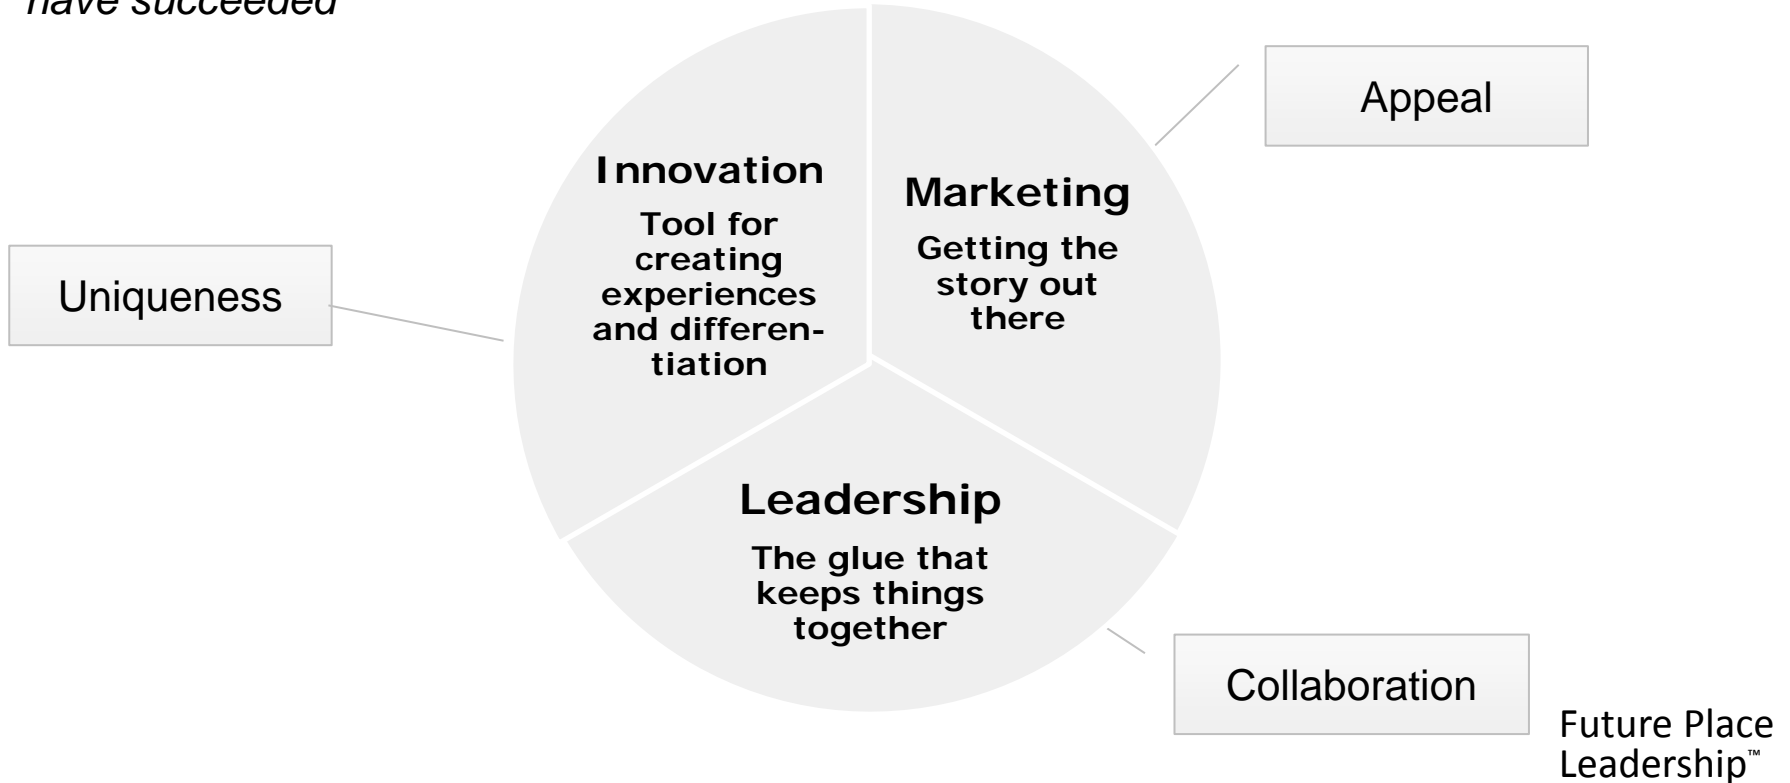 have succeeded
Appeal
Innovation
Tool for
creating
experiences
and differen-
tiation
Marketing
Getting the
story out
there
Uniqueness
Leadership
The glue that
keeps things
together
Collaboration
Future Place
Leadership™